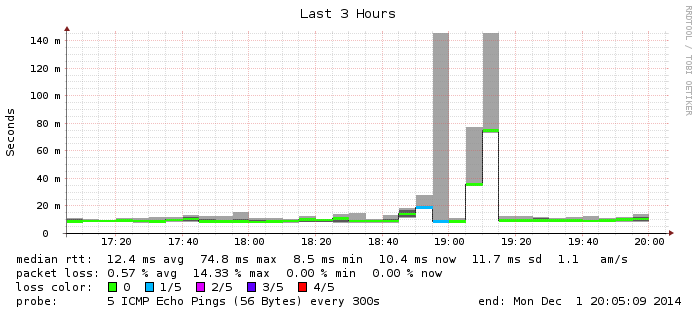 Last 3 Hours
RRDTOOL / TOBI OETIKER
Seconds
140 m
120 m
100 m
80 m
60 m
40 m
20 m
0
17:20 17:40 18:00 18:20 18:40 19:00 19:20 19:40 20:00
median rtt: 12.4 ms avg 74.8 ms max 8.5 ms min 10.4 ms now 11.7 ms sd 1.1 am/s
packet loss: 0.57 % avg 14.33 % max 0.00 % min 0.00 % now
loss color: 0 1/5 2/5 3/5 4/5
probe: 5 ICMP Echo Pings (56 Bytes) every 300s end: Mon Dec 1 20:05:09 2014